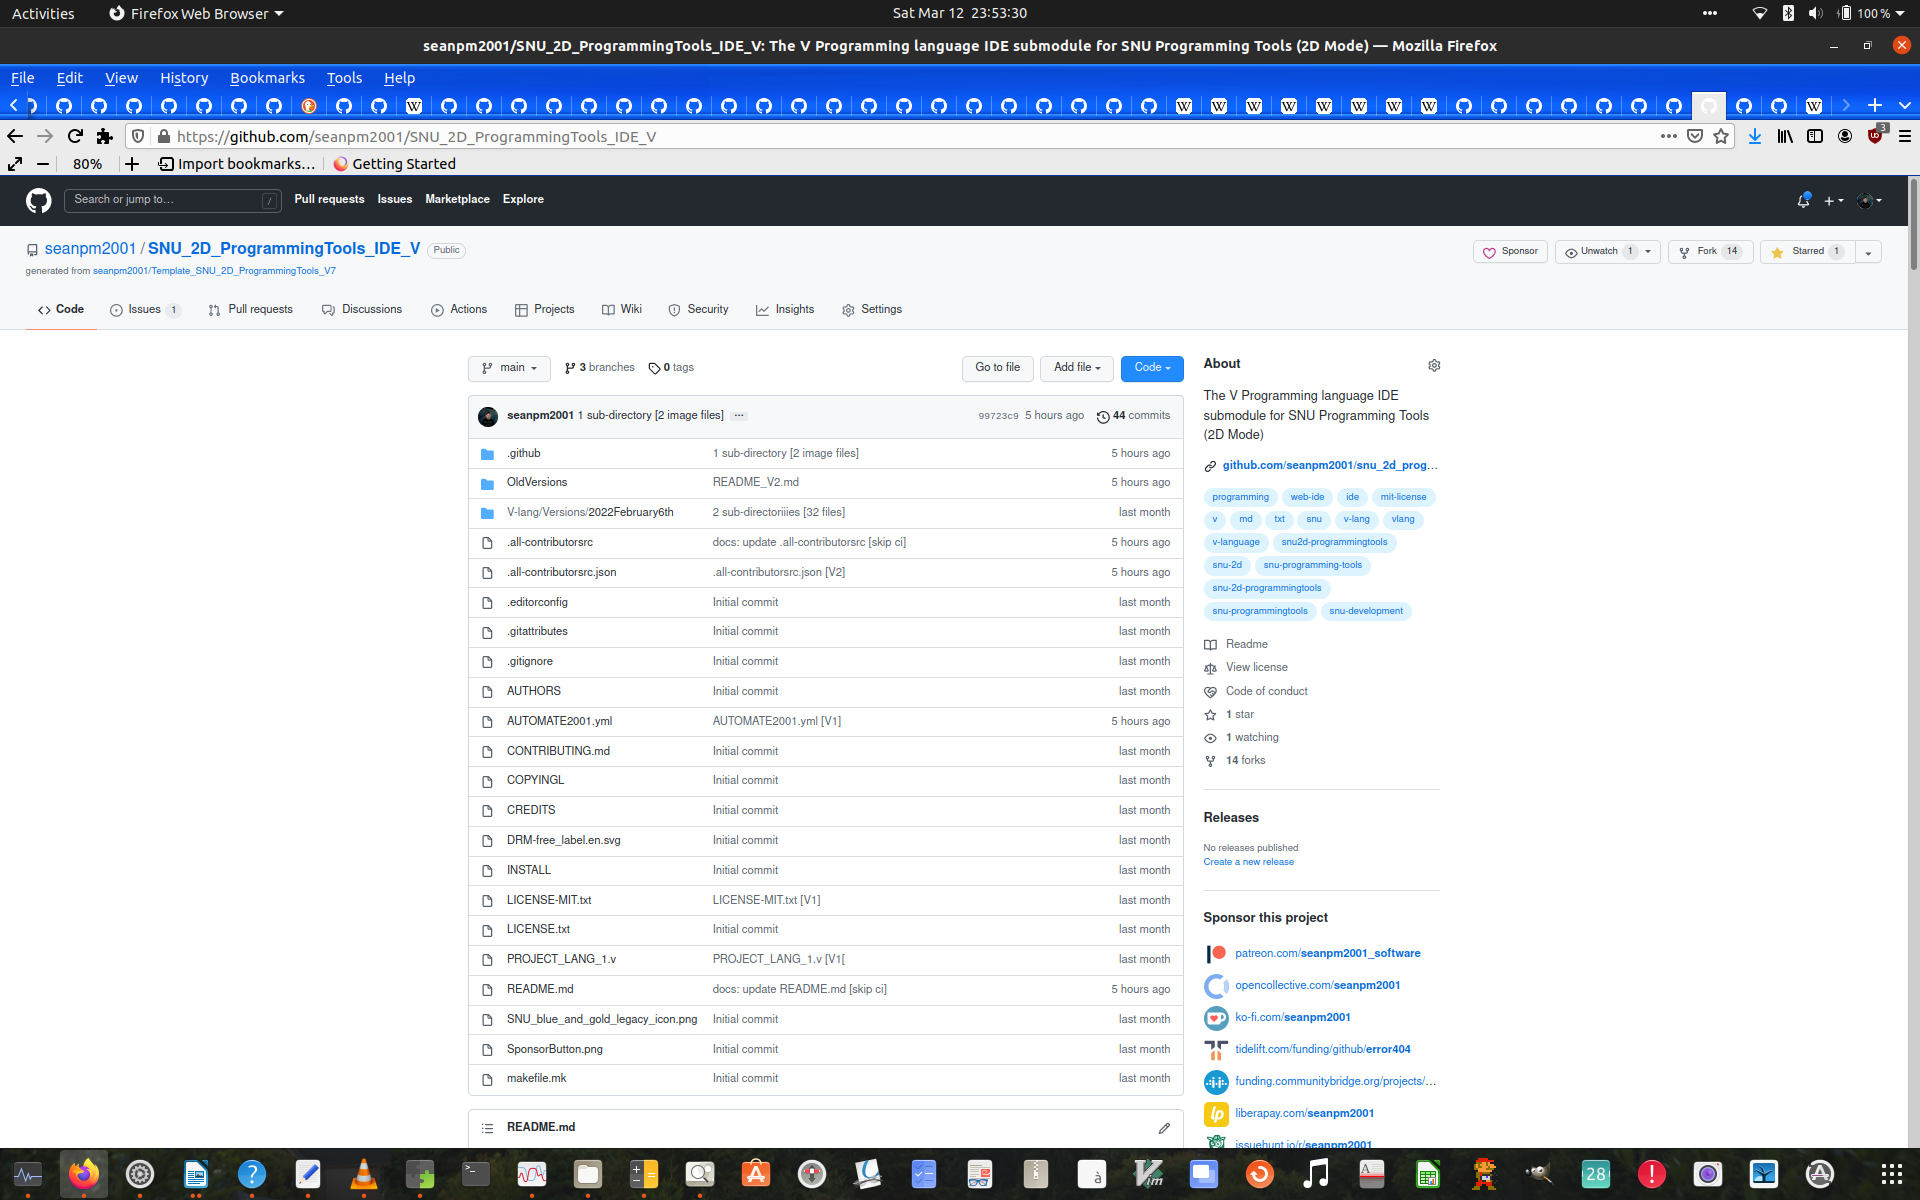 Activities Firefox Web Browser Sat Mar 12 23:53:30 100 %
seanpm2001/SNU_2D_ProgrammingTools_IDE_V: The V Programming language IDE submodule for SNU Programming Tools (2D Mode) — Mozilla Firefox
File Edit View History Bookmarks Tools Help
https://github.com/seanpm2001/SNU_2D_ProgrammingTools_IDE_V 3
80% Import bookmarks… Getting Started
Search or jump to… / Pull requests Issues Marketplace Explore
seanpm2001 / SNU_2D_ProgrammingTools_IDE_V Public Sponsor Unwatch 1 Fork 14 Starred 1
generated from seanpm2001/Template_SNU_2D_ProgrammingTools_V7
Code Issues 1 Pull requests Discussions Actions Projects Wiki Security Insights Settings
main 3 branches 0 tags Go to file Add file Code
seanpm2001 1 sub-directory [2 image files] ... 99723c9 5 hours ago 44 commits
.github 1 sub-directory [2 image files] 5 hours ago
OldVersions README_V2.md 5 hours ago
V-lang/Versions/2022February6th 2 sub-directoriiies [32 files] last month
.all-contributorsrc docs: update .all-contributorsrc [skip ci] 5 hours ago
.all-contributorsrc.json .all-contributorsrc.json [V2] 5 hours ago
.editorconfig Initial commit last month
.gitattributes Initial commit last month
.gitignore Initial commit last month
AUTHORS Initial commit last month
AUTOMATE2001.yml AUTOMATE2001.yml [V1] 5 hours ago
CONTRIBUTING.md Initial commit last month
COPYINGL Initial commit last month
CREDITS Initial commit last month
DRM-free_label.en.svg Initial commit last month
INSTALL Initial commit last month
LICENSE-MIT.txt LICENSE-MIT.txt [V1] last month
LICENSE.txt Initial commit last month
PROJECT_LANG_1.v PROJECT_LANG_1.v [V1[ last month
README.md docs: update README.md [skip ci] 5 hours ago
SNU_blue_and_gold_legacy_icon.png Initial commit last month
SponsorButton.png Initial commit last month
makefile.mk Initial commit last month
README.md
About
The V Programming language IDE
submodule for SNU Programming Tools
(2D Mode)
github.com/seanpm2001/snu_2d_prog…
programming web-ide ide mit-license
v md txt snu v-lang vlang
v-language snu2d-programmingtools
snu-2d snu-programming-tools
snu-2d-programmingtools
snu-programmingtools snu-development
Readme
View license
Code of conduct
1 star
1 watching
14 forks
Releases
No releases published
Create a new release
Sponsor this project
patreon.com/seanpm2001_software
opencollective.com/seanpm2001
ko-fi.com/seanpm2001
tidelift.com/funding/github/error404
funding.communitybridge.org/projects/…
liberapay.com/seanpm2001
issuehunt.io/r/seanpm2001
28